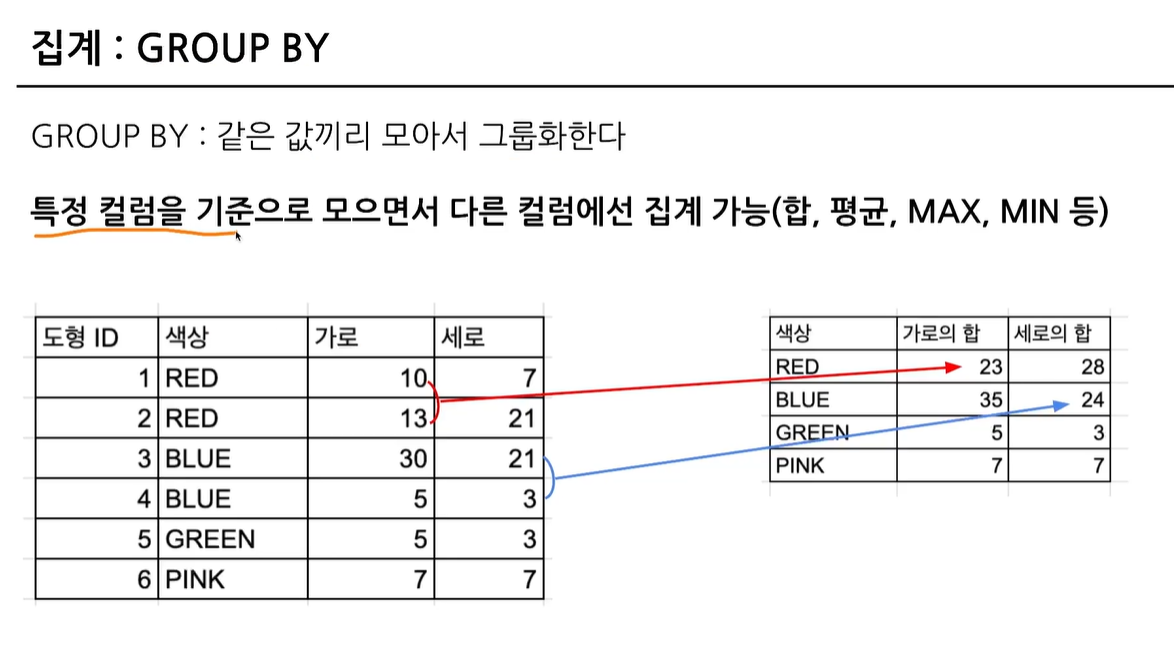 집계 : GROUP BY
GROUP BY : 같은 값끼리 모아서 그룹화한다
특정 컬럼을 기준으로 모으면서 다른 컬럼에선 집계 가능(합, 평균, MAX, MIN 등)
도형 ID 색상 가로 세로
1 RED 10 7
2 RED 13 21
3 BLUE 30 21
4 BLUE 5 3
5 GREEN 5 3
6 PINK 7 7
색상 가로의 합 세로의 합
RED 23 28
BLUE 35 24
GREEN 5 3
PINK 7 7